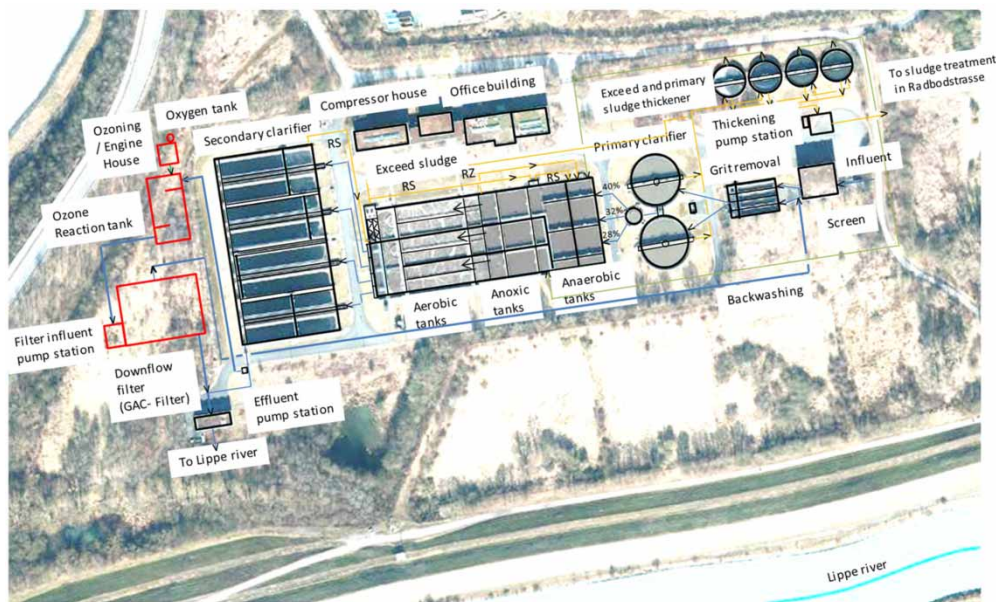 Oxygen tank
Ozoning
/ Engine
House
Secondary clarifier
Compressor house
Office building
Exceed and primary
sludge thickener
To sludge treatment
in Radbodstrasse
RS
Exceed sludge
Primary clarifier
Thickening
pump station
Grit removal
Influent
RS
RZ
RS
40%
32%
28%
Ozone
Reaction tank
Screen
Aerobic
tanks
Anoxic
tanks
Anaerobic
tanks
Backwashing
Filter influent
pump station
Downflow
filter
(GAC- Filter)
Effluent
pump station
To Lippe river
Lippe river